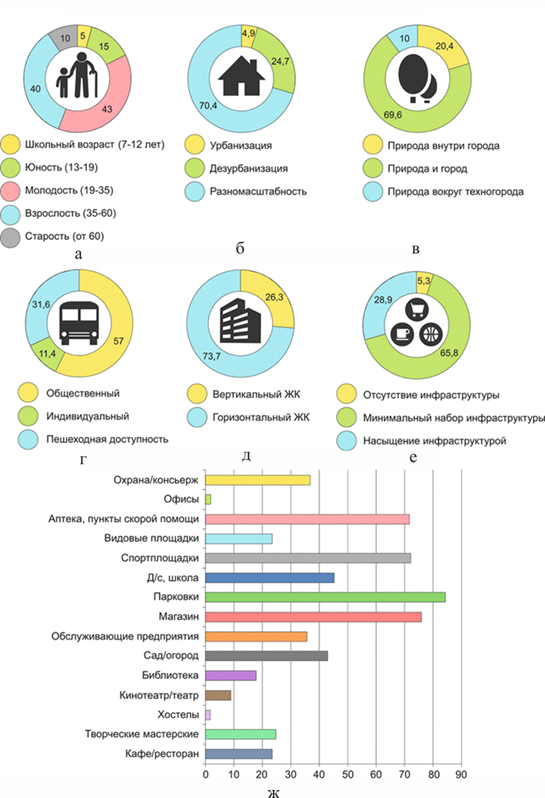 10
5
15
40
43
Школьный возраст (7-12 лет)
Юность (13-19)
Молодость (19-35)
Взрослость (35-60)
Старость (от 60)
а
4,9
24,7
70,4
Урбанизация
Дезурбанизация
Разномасштабность
б
10
20,4
69,6
Природа внутри города
Природа и город
Природа вокруг техногорода
в
31,6
11,4
57
Общественный
Индивидуальный
Пешеходная доступность
г
26,3
73,7
Вертикальный ЖК
Горизонтальный ЖК
д
5,3
28,9
65,8
Отсутствие инфраструктуры
Минимальный набор инфраструктуры
Насыщение инфраструктурой
е
Охрана/консьерж
Офисы
Аптека, пункты скорой помощи
Видовые площадки
Спортплощадки
Д/с, школа
Парковки
Магазин
Обслуживающие предприятия
Сад/огород
Библиотека
Кинотеатр/театр
Хостелы
Творческие мастерские
Кафе/ресторан
0 10 20 30 40 50 60 70 80 90
ж